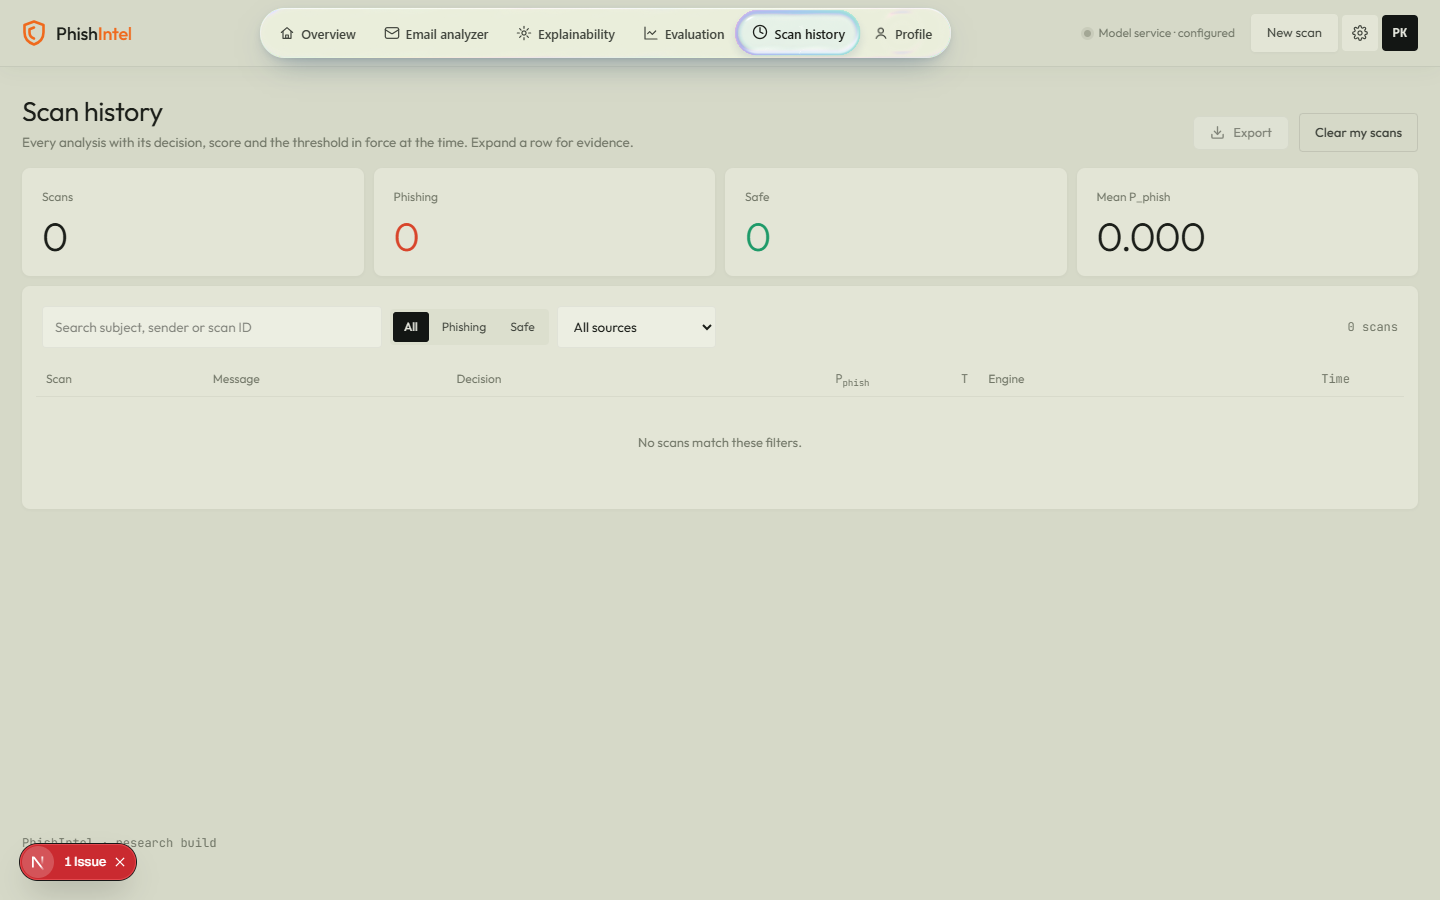 PhishIntel
Overview
Email analyzer
Explainability
Evaluation
Scan history
Profile
Model service · configured
New scan
PK
Scan history
Every analysis with its decision, score and the threshold in force at the time. Expand a row for evidence.
Export
Clear my scans
Scans
Phishing
Safe
Mean P_phish
0
0
0
0.000
Search subject, sender or scan ID
All
Phishing
Safe
All sources
0 scans
Scan
Message
Decision
Pphish
T
Engine
Time
No scans match these filters.
PhishIntel · research build
N
1 Issue